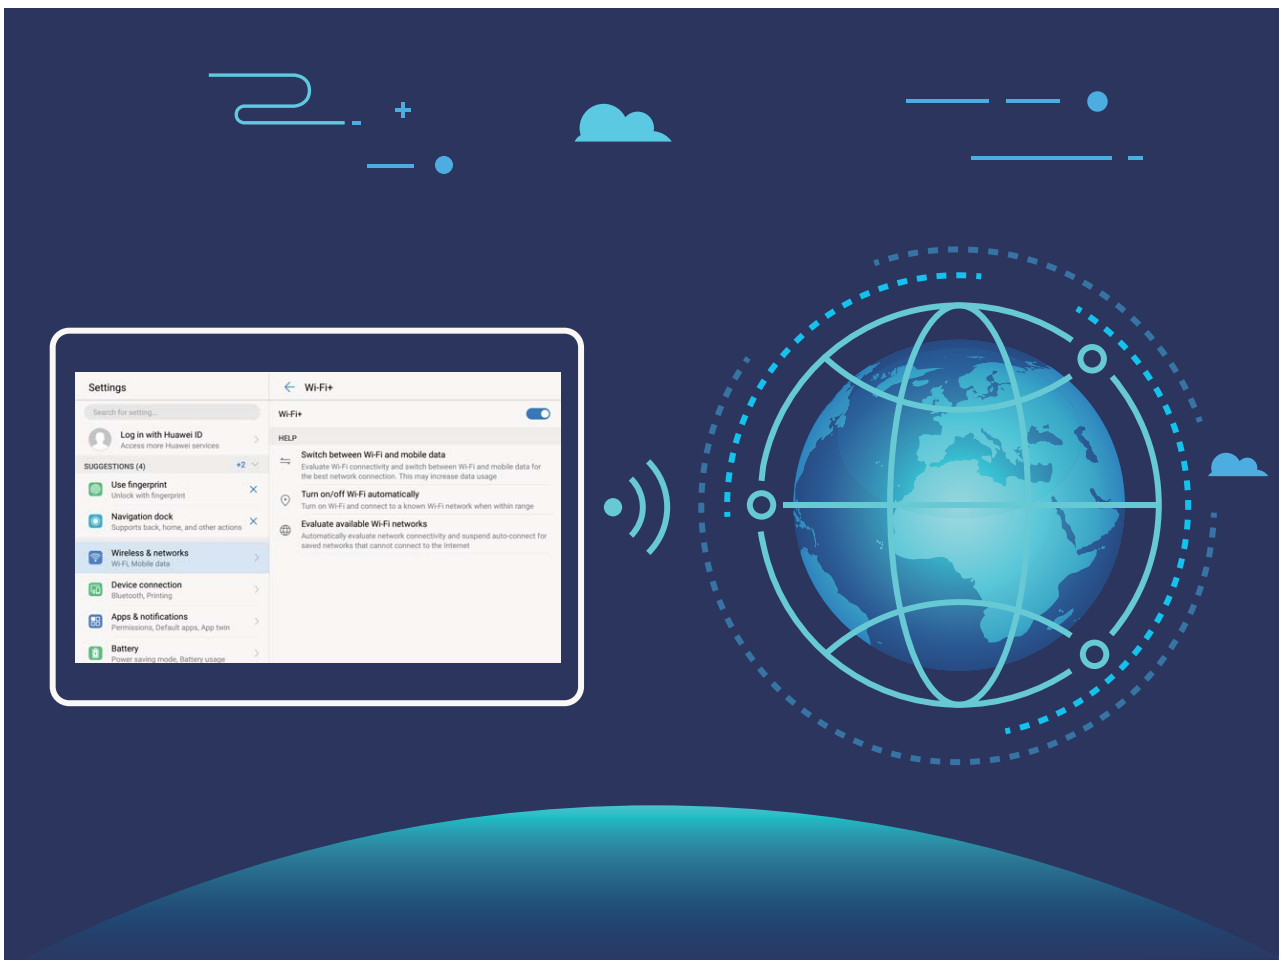 Settings
Search for setting...
Log in with Huawei ID
Access more Huawei services
SUGGESTIONS (4)
+2
Use fingerprint
Unlock with fingerprint
Navigation dock
Supports back, home, and other actions
Wireless & networks
Wi-Fi, Mobile data
Device connection
Bluetooth, Printing
Apps & notifications
Permissions, Default apps, App twin
Battery
Power saving mode, Battery usage
Wi-Fi+
Wi-Fi+
HELP
Switch between Wi-Fi and mobile data
Evaluate Wi-Fi connectivity and switch between Wi-Fi and mobile data for
the best network connection. This may increase data usage
Turn on/off Wi-Fi automatically
Turn on Wi-Fi and connect to a known Wi-Fi network when within range
Evaluate available Wi-Fi networks
Automatically evaluate network connectivity and suspend auto-connect for
saved networks that cannot connect to the Internet